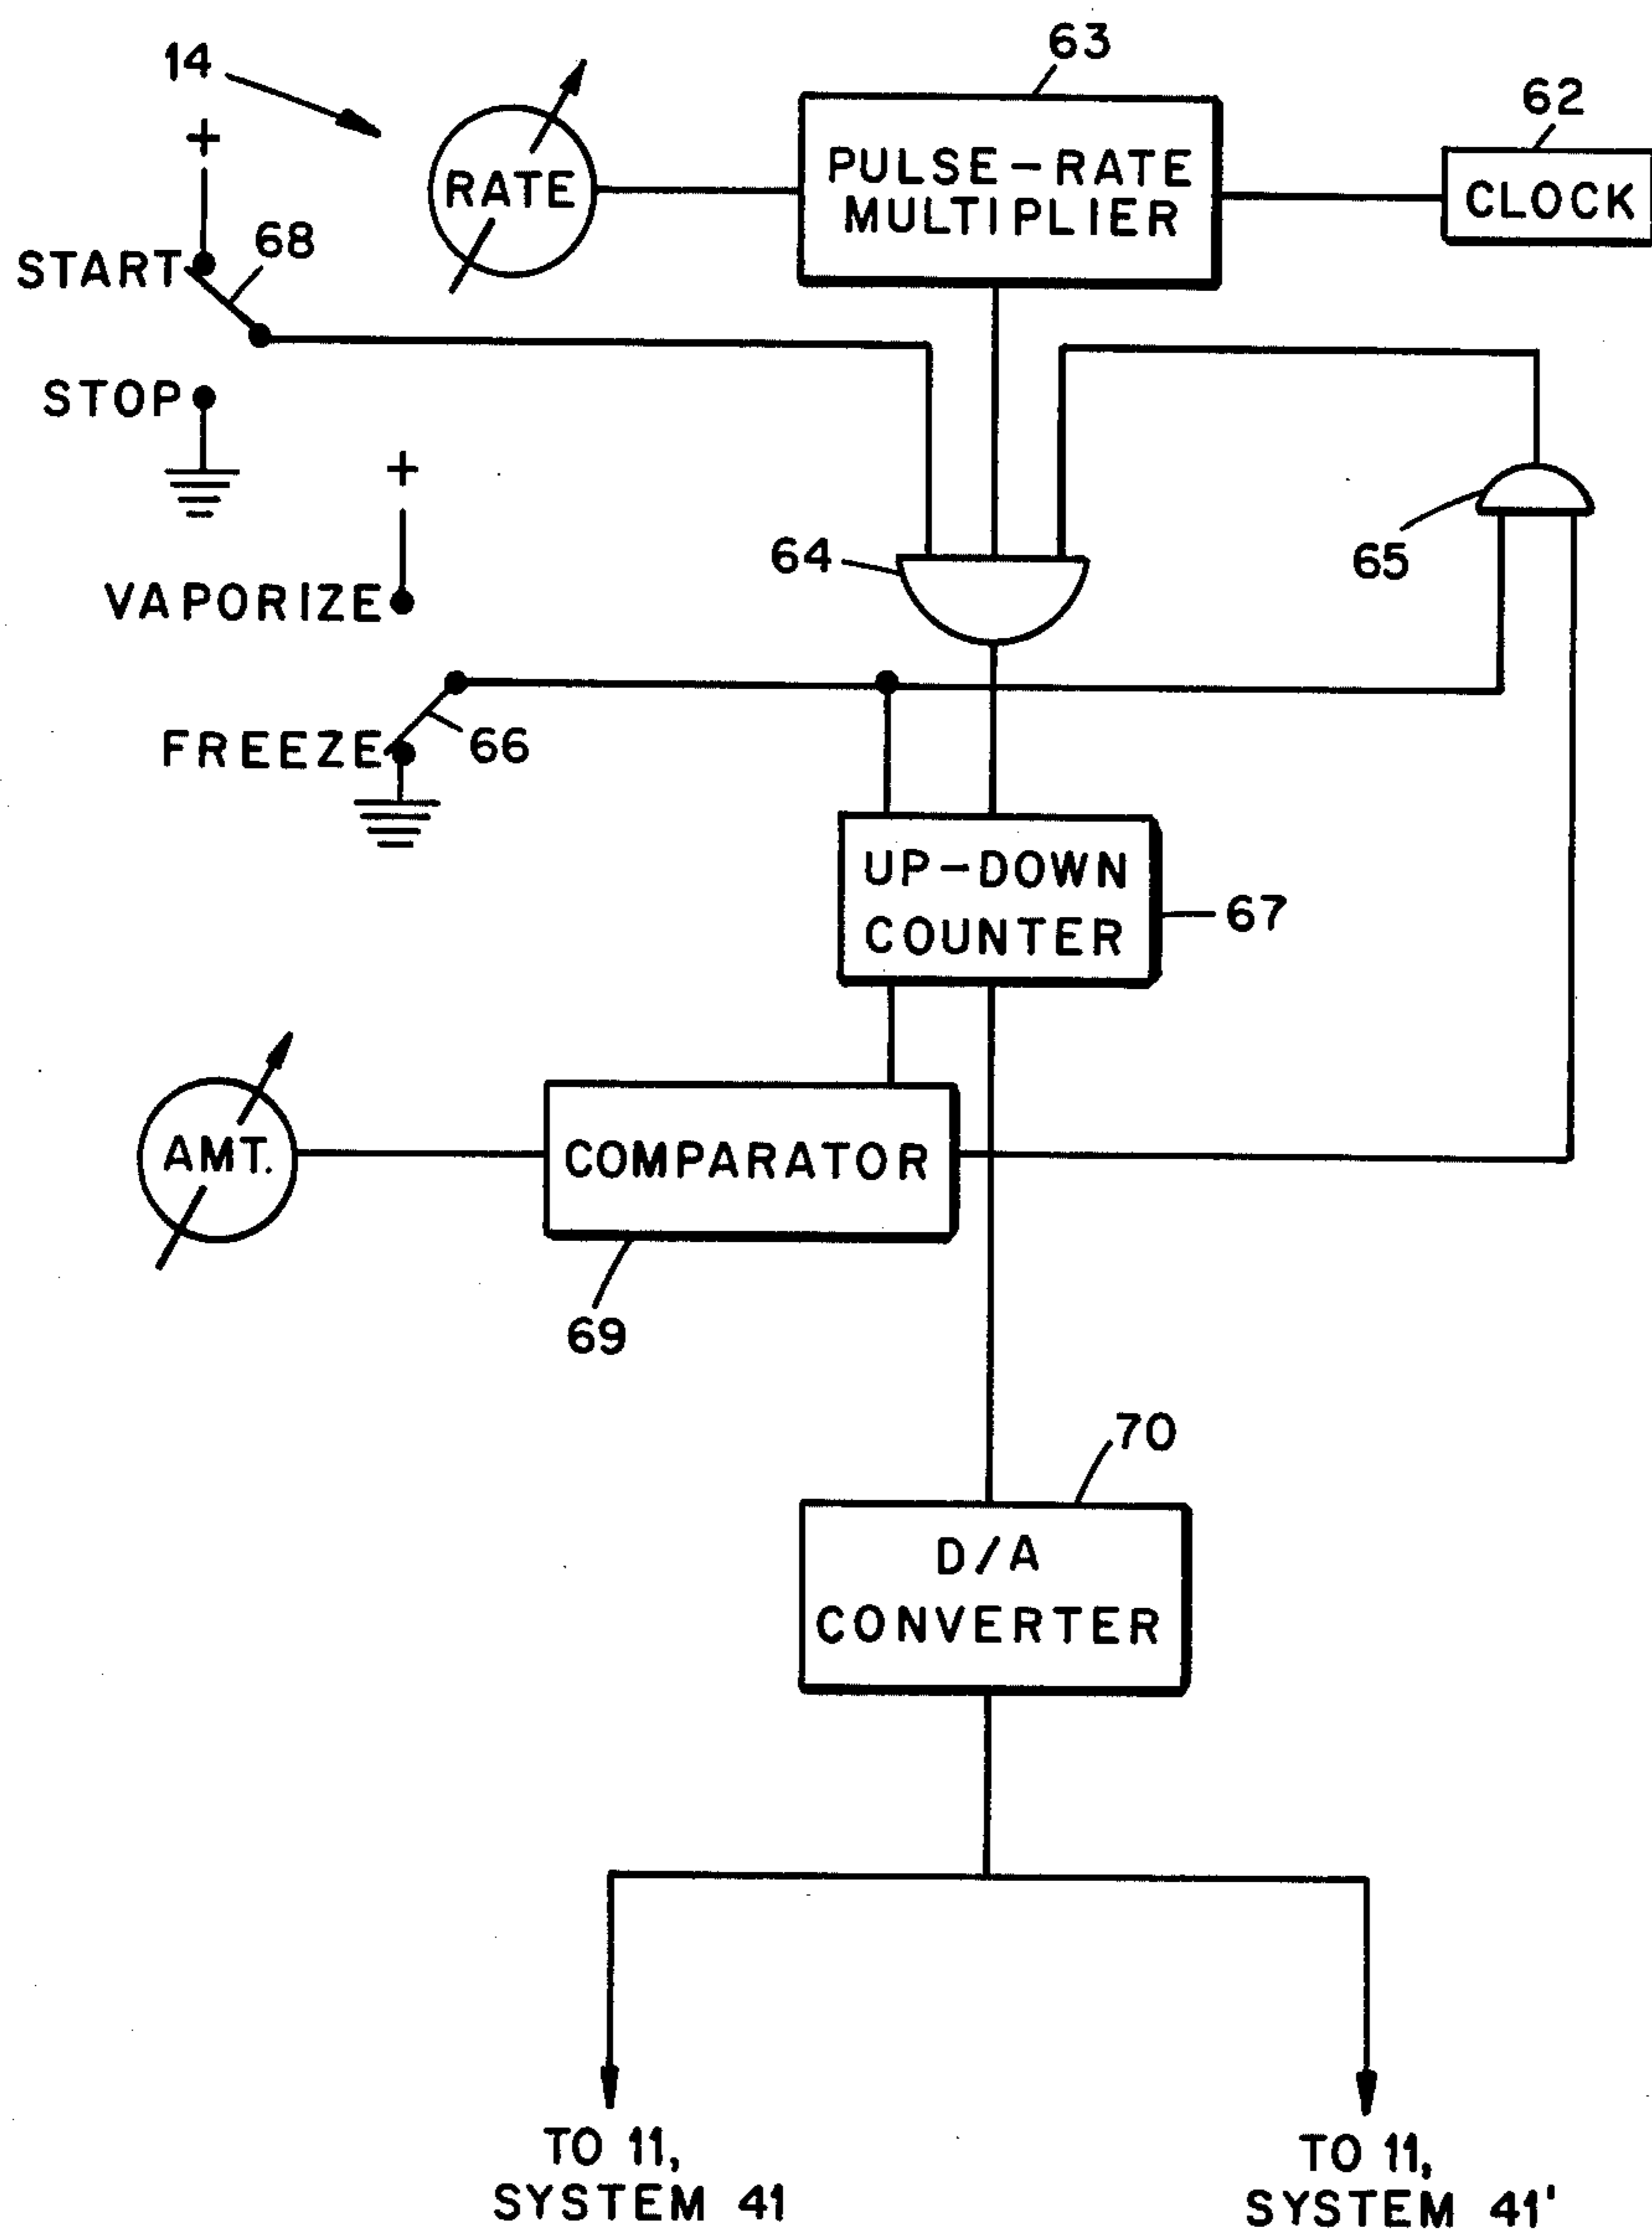 14
63
62
+
RATE
PULSE-RATE
MULTIPLIER
CLOCK
START
68
STOP
+
64
65
VAPORIZE
FREEZE
66
UP-DOWN
COUNTER
67
AMT.
COMPARATOR
69
70
D/A
CONVERTER
TO 11,
SYSTEM 41
TO 11,
SYSTEM 41'